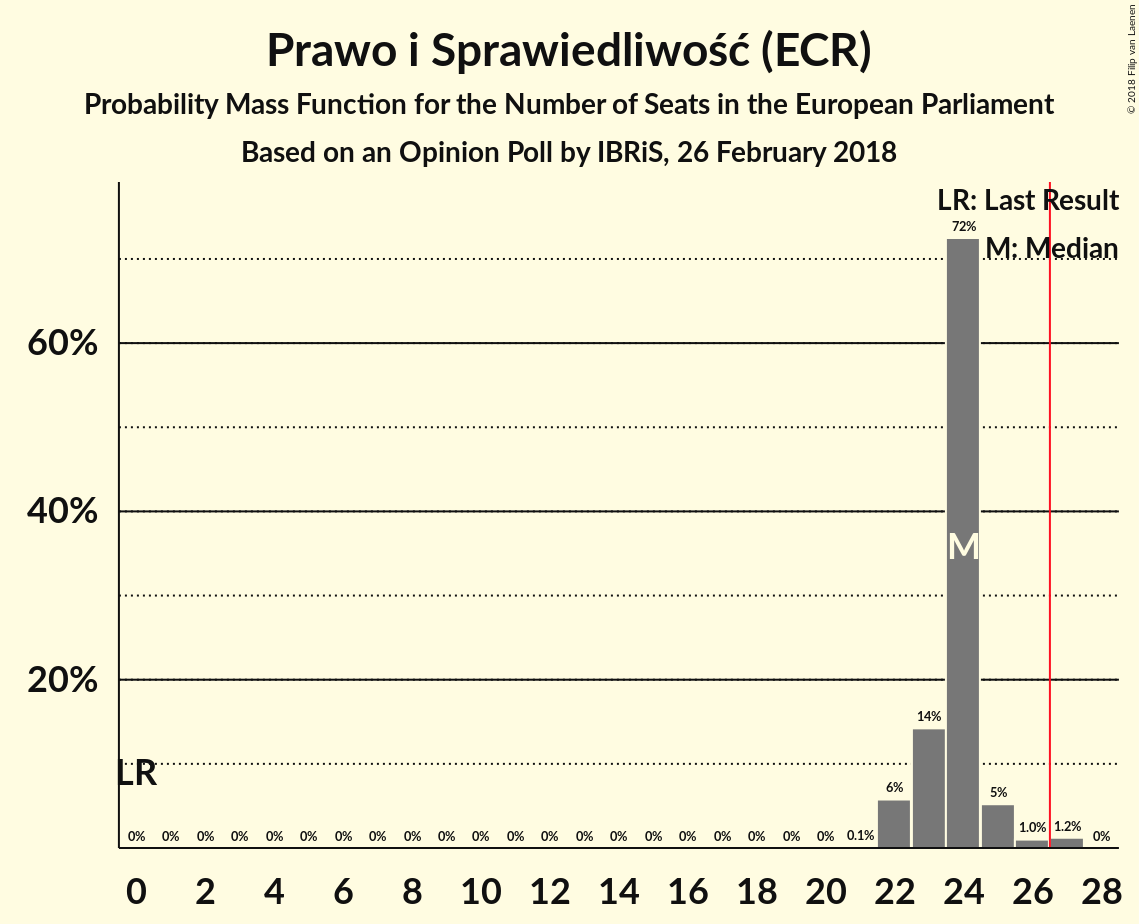 Prawo i Sprawiedliwość (ECR)
Probability Mass Function for the Number of Seats in the European Parliament
Based on an Opinion Poll by IBRiS, 26 February 2018
© 2018 Filip van Laenen
LR: Last Result
M: Median
72%
60%
40%
M
20%
14%
LR
6%
5%
0% 0% 0% 0% 0% 0% 0% 0% 0% 0% 0% 0% 0% 0% 0% 0% 0% 0% 0% 0% 0% 0.1% 1.0% 1.2% 0%
0 2 4 6 8 10 12 14 16 18 20 22 24 26 28